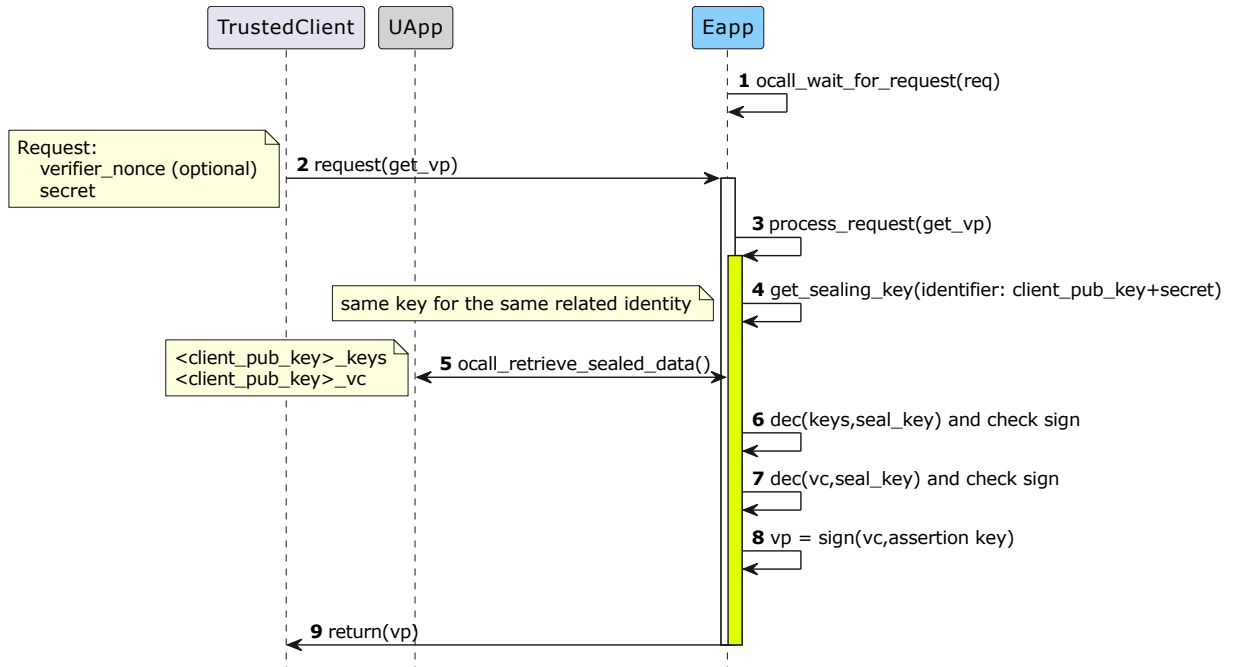 TrustedClient
UApp
Eapp
1 ocall_wait_for_request(req)
Request:
verifier_nonce (optional)
secret
2 request(get_vp)
3 process_request(get_vp)
4 get_sealing_key(identifier: client_pub_key+secret)
same key for the same related identity
<client_pub_key>_keys
<client_pub_key>_vc
5 ocall_retrieve_sealed_data()
6 dec(keys,seal_key) and check sign
7 dec(vc,seal_key) and check sign
8 vp = sign(vc,assertion key)
9 return(vp)